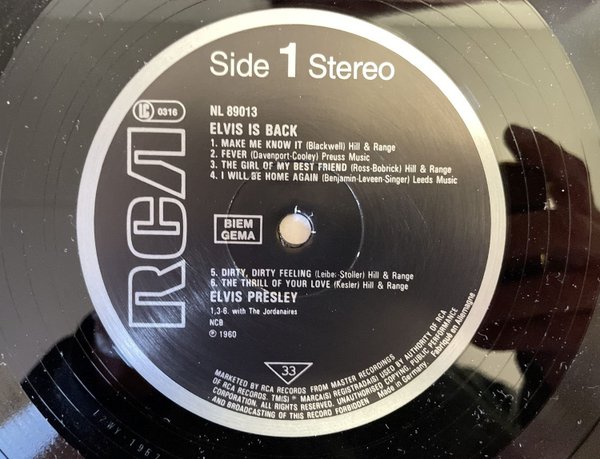 Side 1 Stereo
LC 0316
NL 89013
RCA
ELVIS IS BACK
1. MAKE ME KNOW IT (Blackwell) Hill & Range
2. FEVER (Davenport-Cooley) Preuss Music
3. THE GIRL OF MY BEST FRIEND (Ross-Bobrick) Hill & Range
4. I WILL BE HOME AGAIN (Benjamin-Leveen-Singer) Leeds Music
BIEM
GEMA
5. DIRTY, DIRTY FEELING (Leiber Stoller) Hill & Range
6. THE THRILL OF YOUR LOVE (Kesler) Hill & Range
ELVIS PRESLEY
1,3-6. with The Jordanaires
NCB
℗ 1960
33
MARKETED BY RCA RECORDS FROM MASTER RECORDINGS
OF RCA RECORDS. TM(S) * MARCA(S) REGISTRADA(S) USED BY AUTHORITY OF RCA
CORPORATION. ALL RIGHTS RESERVED. UNAUTHORISED COPYING, PUBLIC PERFORMANCE
AND BROADCASTING OF THIS RECORD FORBIDDEN. Made in Germany. Fabriqué en Allemagne.